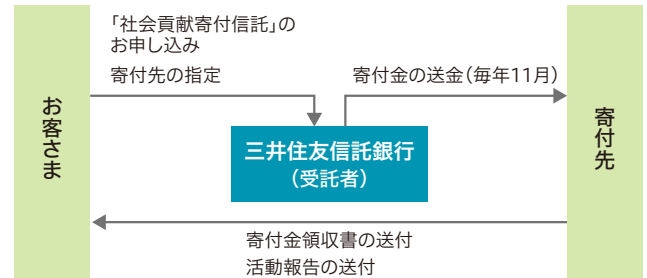 「社会貢献寄付信託」の
お申し込み
寄付先の指定
寄付金の送金(毎年11月)
お客さま
三井住友信託銀行
(受託者)
寄付先
寄付金領収書の送付
活動報告の送付